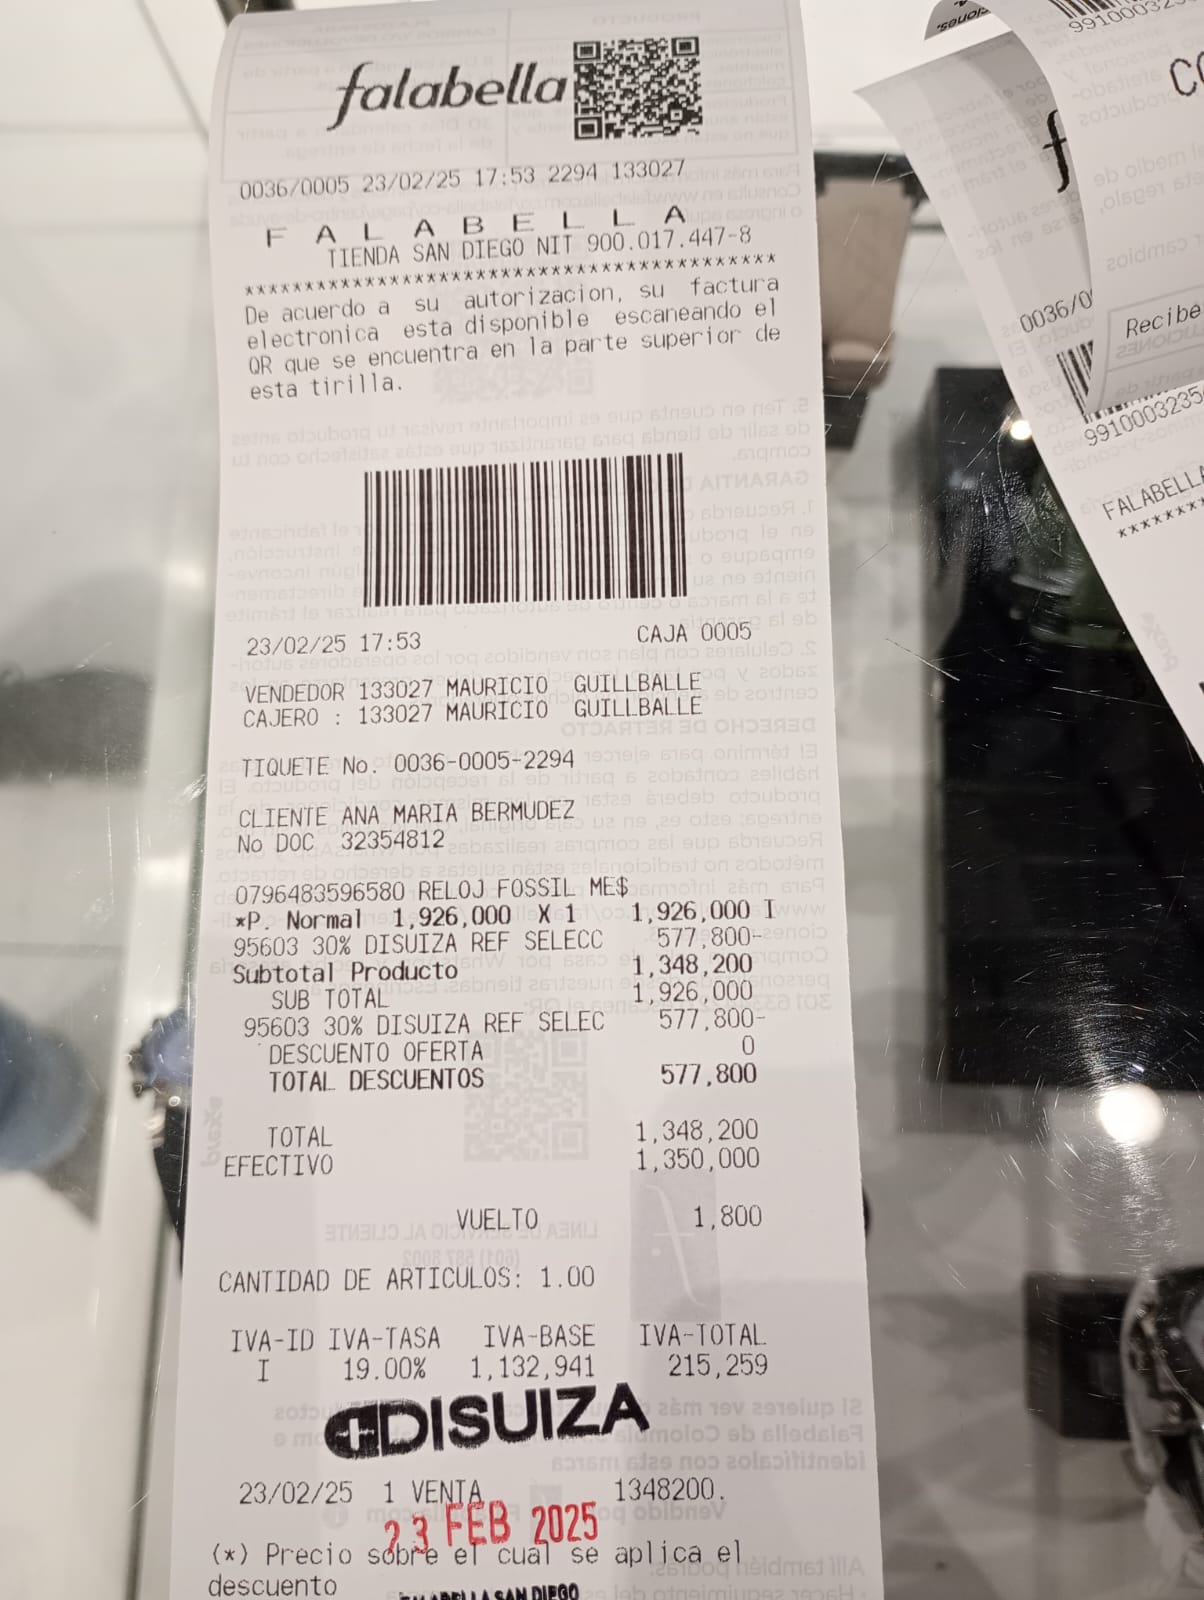 falabella
0036/0005 23/02/25 17:53 2294 133027
F A L A B E L L A
TIENDA SAN DIEGO NIT 900.017.447-8
******************************************
De acuerdo a su autorizacion, su factura
electronica esta disponible escaneando el
QR que se encuentra en la parte superior de
esta tirilla.
23/02/25 17:53 CAJA 0005
VENDEDOR 133027 MAURICIO GUILLBALLE
CAJERO : 133027 MAURICIO GUILLBALLE
TIQUETE No. 0036-0005-2294
CLIENTE ANA MARIA BERMUDEZ
No DOC 32354812
0796483596580 RELOJ FOSSIL ME$
*P. Normal 1,926,000 X 1 1,926,000 I
95603 30% DISUIZA REF SELECC 577,800-
Subtotal Producto 1,348,200
SUB TOTAL 1,926,000
95603 30% DISUIZA REF SELEC 577,800-
DESCUENTO OFERTA 0
TOTAL DESCUENTOS 577,800
TOTAL 1,348,200
EFECTIVO 1,350,000
VUELTO 1,800
CANTIDAD DE ARTICULOS: 1.00
IVA-ID IVA-TASA IVA-BASE IVA-TOTAL
I 19.00% 1,132,941 215,259
DISUIZA
23/02/25 1 VENTA 1348200.
23 FEB 2025
(*) Precio sobre el cual se aplica el
descuento
FALABELLA SAN DIEGO
0036/0
Recibe
FALABELLA